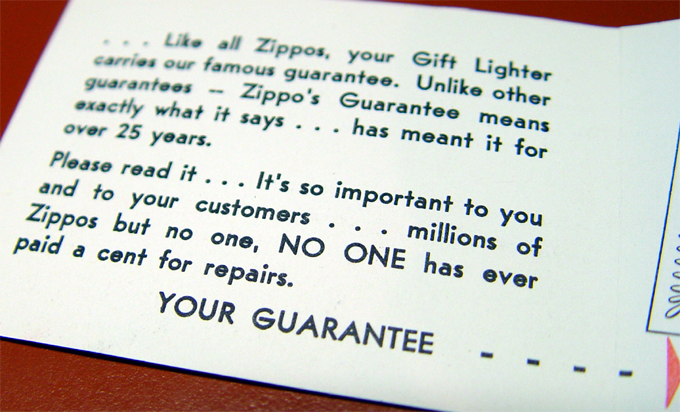 . . . Like all Zippos, your Gift Lighter
carries our famous guarantee. Unlike other
guarantees -- Zippo's Guarantee means
exactly what it says . . . has meant it for
over 25 years.
Please read it . . . It's so important to you
and to your customers . . . millions of
Zippos but no one, NO ONE has ever
paid a cent for repairs.
YOUR GUARANTEE - - - -